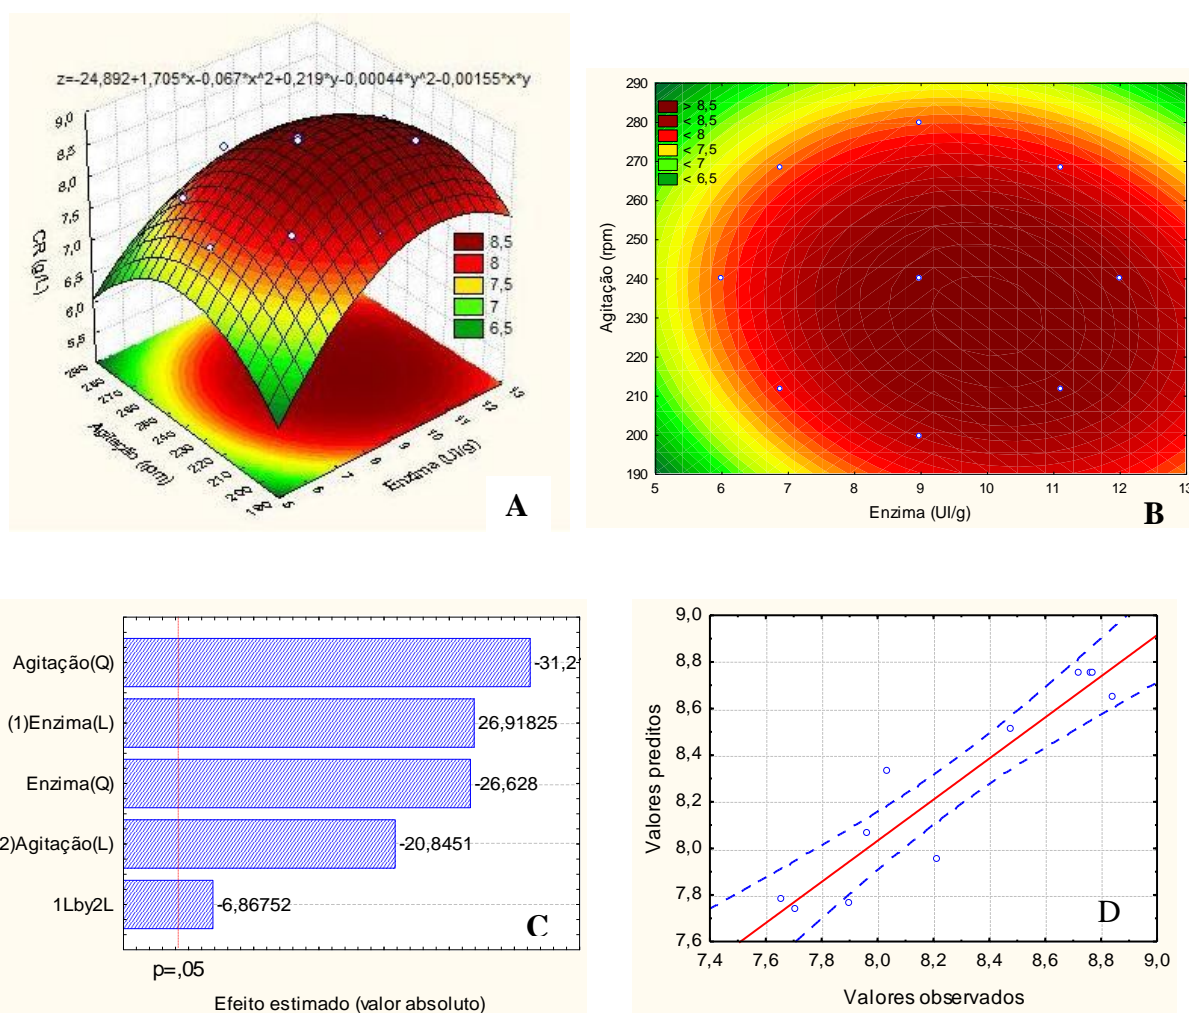 z=-24,892+1,705*x-0,067*x^2+0,219*y-0,00044*y^2-0,00155*x*y
9,0
8,5
8,0
7,5
7,0
6,5
6,0
5,5
CR (g/L)
8,5
8
7,5
7
6,5
Agitação (rpm)
Enzima (UI/g)
A
290
280
270
260
250
240
230
220
210
200
190
> 8,5
< 8,5
< 8
< 7,5
< 7
< 6,5
Agitação (rpm)
5 6 7 8 9 10 11 12 13
Enzima (UI/g)
B
Agitação(Q)
-31,2
(1)Enzima(L)
26,91825
Enzima(Q)
-26,628
2)Agitação(L)
-20,8451
1Lby2L
-6,86752
C
p=,05
Efeito estimado (valor absoluto)
9,0
8,8
8,6
8,4
8,2
8,0
7,8
7,6
Valores preditos
D
7,4 7,6 7,8 8,0 8,2 8,4 8,6 8,8 9,0
Valores observados